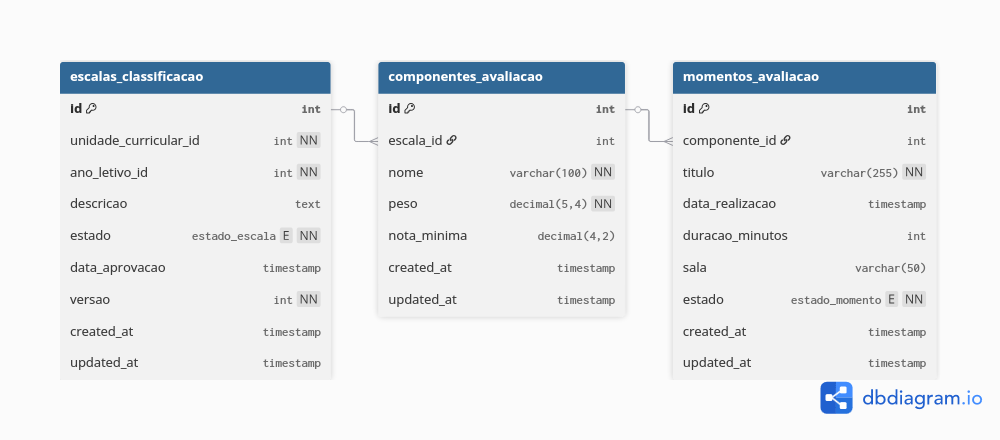 escalas_classificacao
id int
unidade_curricular_id int NN
ano_letivo_id int NN
descricao text
estado estado_escala E NN
data_aprovacao timestamp
versao int NN
created_at timestamp
updated_at timestamp
componentes_avaliacao
id int
escala_id int
nome varchar(100) NN
peso decimal(5,4) NN
nota_minima decimal(4,2)
created_at timestamp
updated_at timestamp
momentos_avaliacao
id int
componente_id int
titulo varchar(255) NN
data_realizacao timestamp
duracao_minutos int
sala varchar(50)
estado estado_momento E NN
created_at timestamp
updated_at timestamp
dbdiagram.io